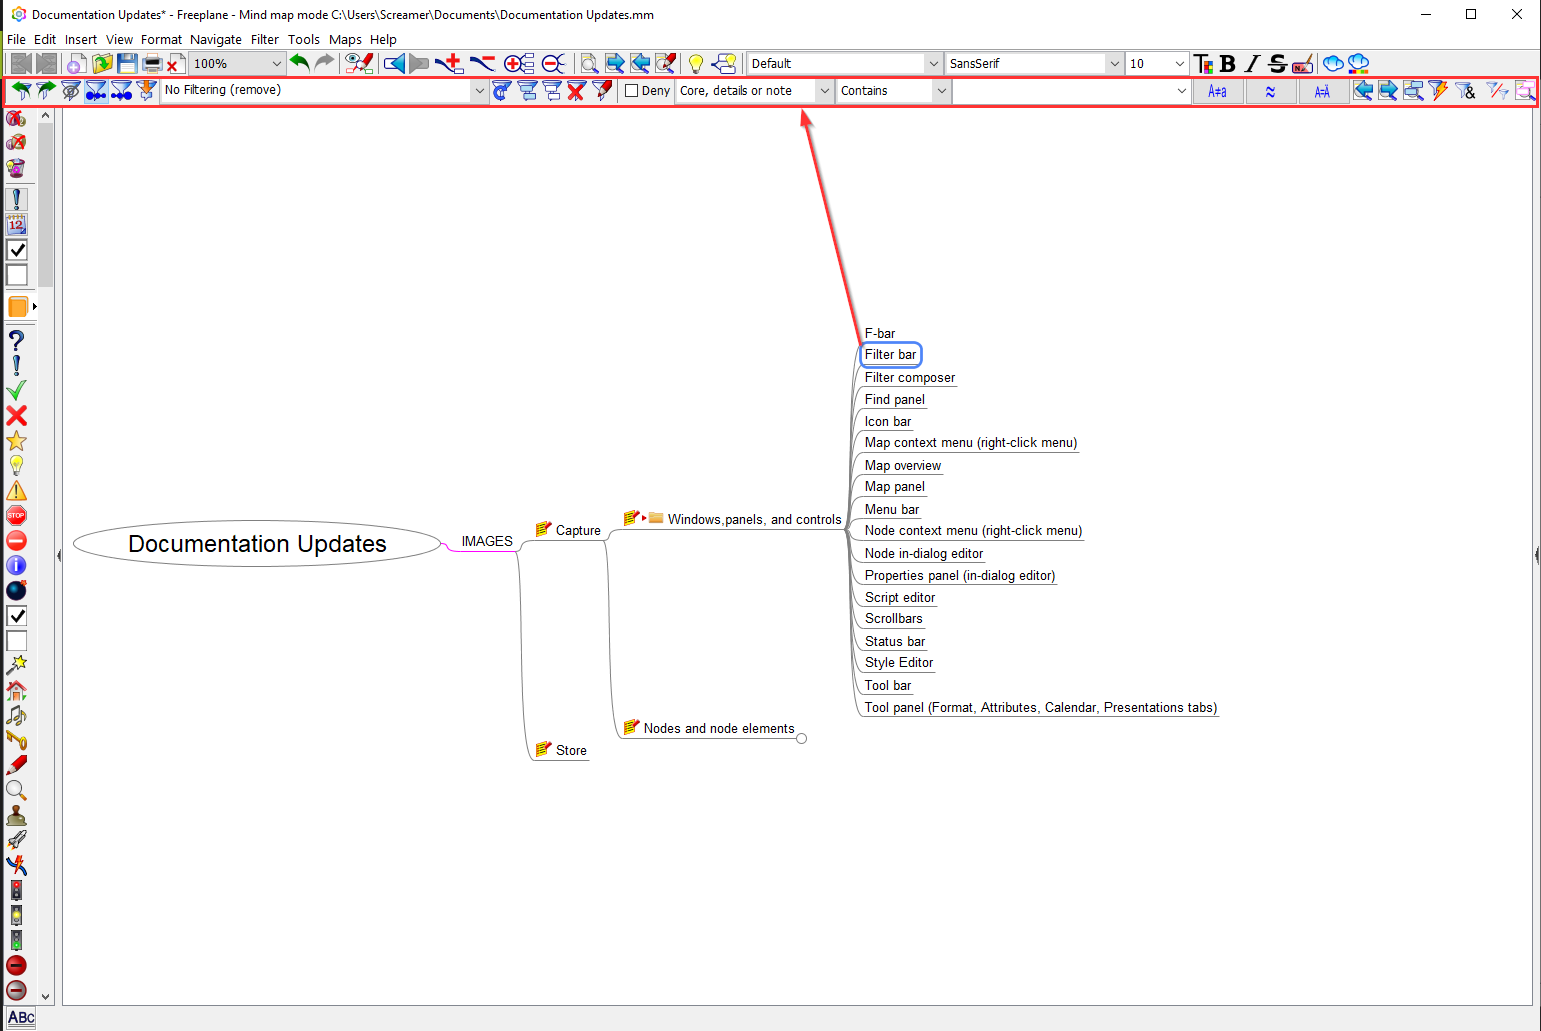 Documentation Updates* - Freeplane - Mind map mode C:\Users\Screamer\Documents\Documentation Updates.mm
File Edit Insert View Format Navigate Filter Tools Maps Help
100% Default SansSerif 10 T B I S
No Filtering (remove) Deny Core, details or note Contains A≠a ≈ A=Ä &
12
F-bar
Filter bar
Filter composer
Find panel
Icon bar
Map context menu (right-click menu)
Map overview
Map panel
Menu bar
Node context menu (right-click menu)
Node in-dialog editor
Properties panel (in-dialog editor)
Script editor
Scrollbars
Status bar
Style Editor
Tool bar
Tool panel (Format, Attributes, Calendar, Presentations tabs)
Windows,panels, and controls
Capture
IMAGES
Documentation Updates
Nodes and node elements
Store
STOP
ABc